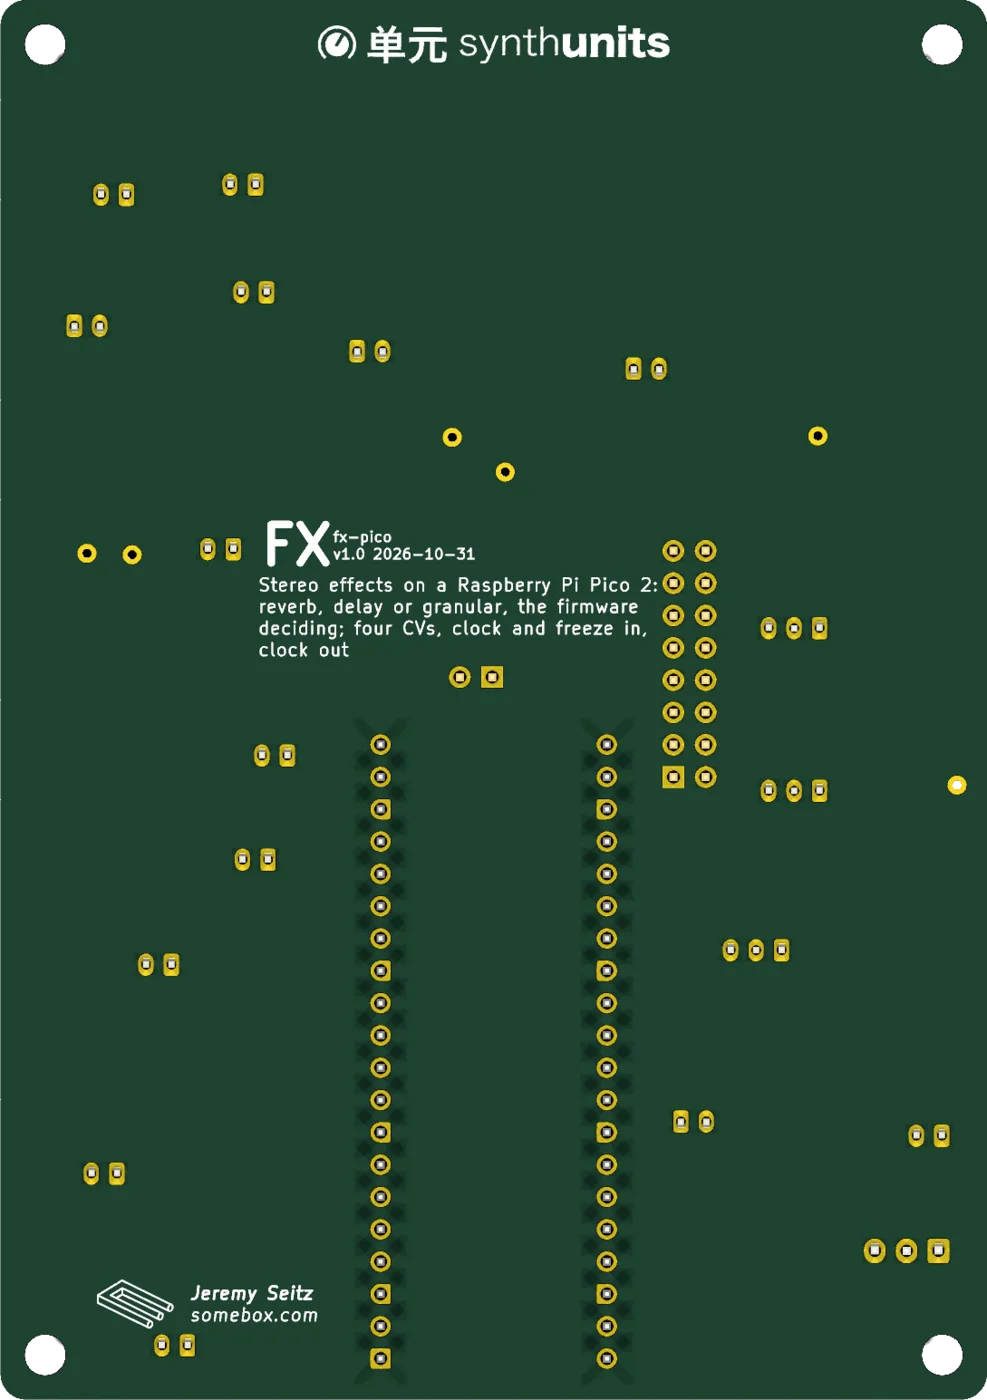 单元 synthunits
FX
fx-pico
v1.0 2026-10-31
Stereo effects on a Raspberry Pi Pico 2:
reverb, delay or granular, the firmware
deciding; four CVs, clock and freeze in,
clock out
Jeremy Seitz
somebox.com